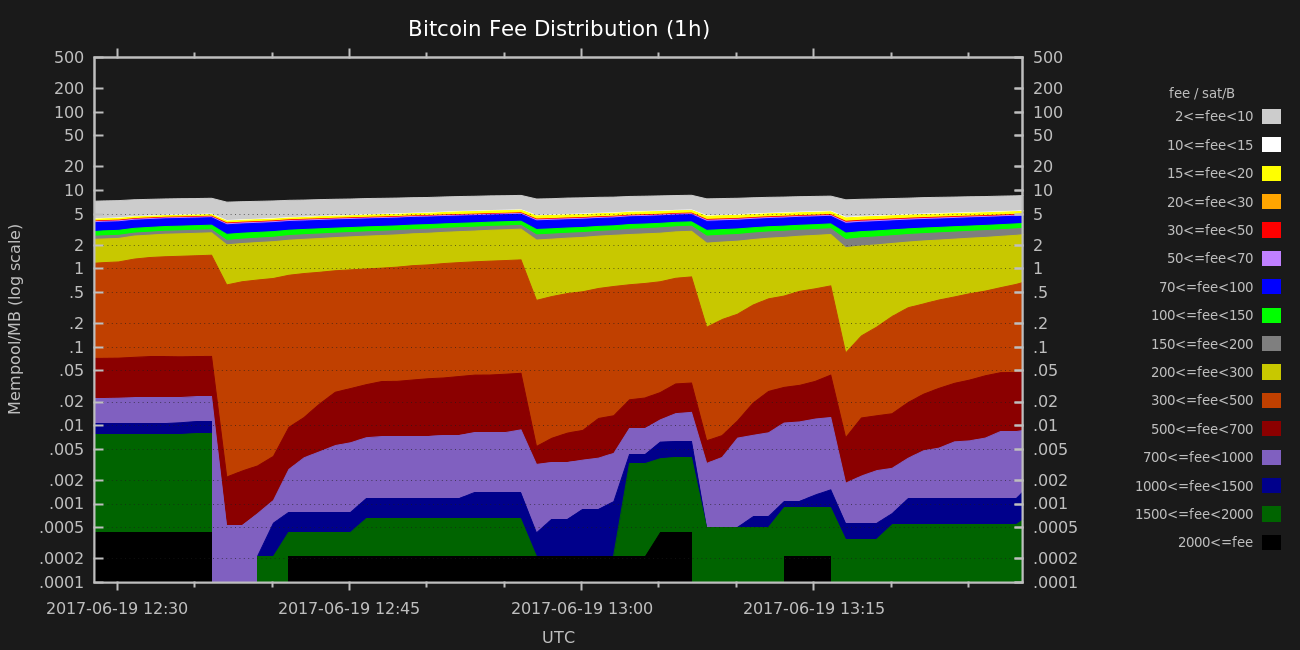 Bitcoin Fee Distribution (1h)
500 500
200 200
100 100
50 50
20 20
10 10
5 5
2 2
1 1
.5 .5
.2 .2
.1 .1
.05 .05
.02 .02
.01 .01
.005 .005
.002 .002
.001 .001
.0005 .0005
.0002 .0002
.0001 .0001
Mempool/MB (log scale)
2017-06-19 12:30 2017-06-19 12:45 2017-06-19 13:00 2017-06-19 13:15
UTC
fee / sat/B
2<=fee<10
10<=fee<15
15<=fee<20
20<=fee<30
30<=fee<50
50<=fee<70
70<=fee<100
100<=fee<150
150<=fee<200
200<=fee<300
300<=fee<500
500<=fee<700
700<=fee<1000
1000<=fee<1500
1500<=fee<2000
2000<=fee